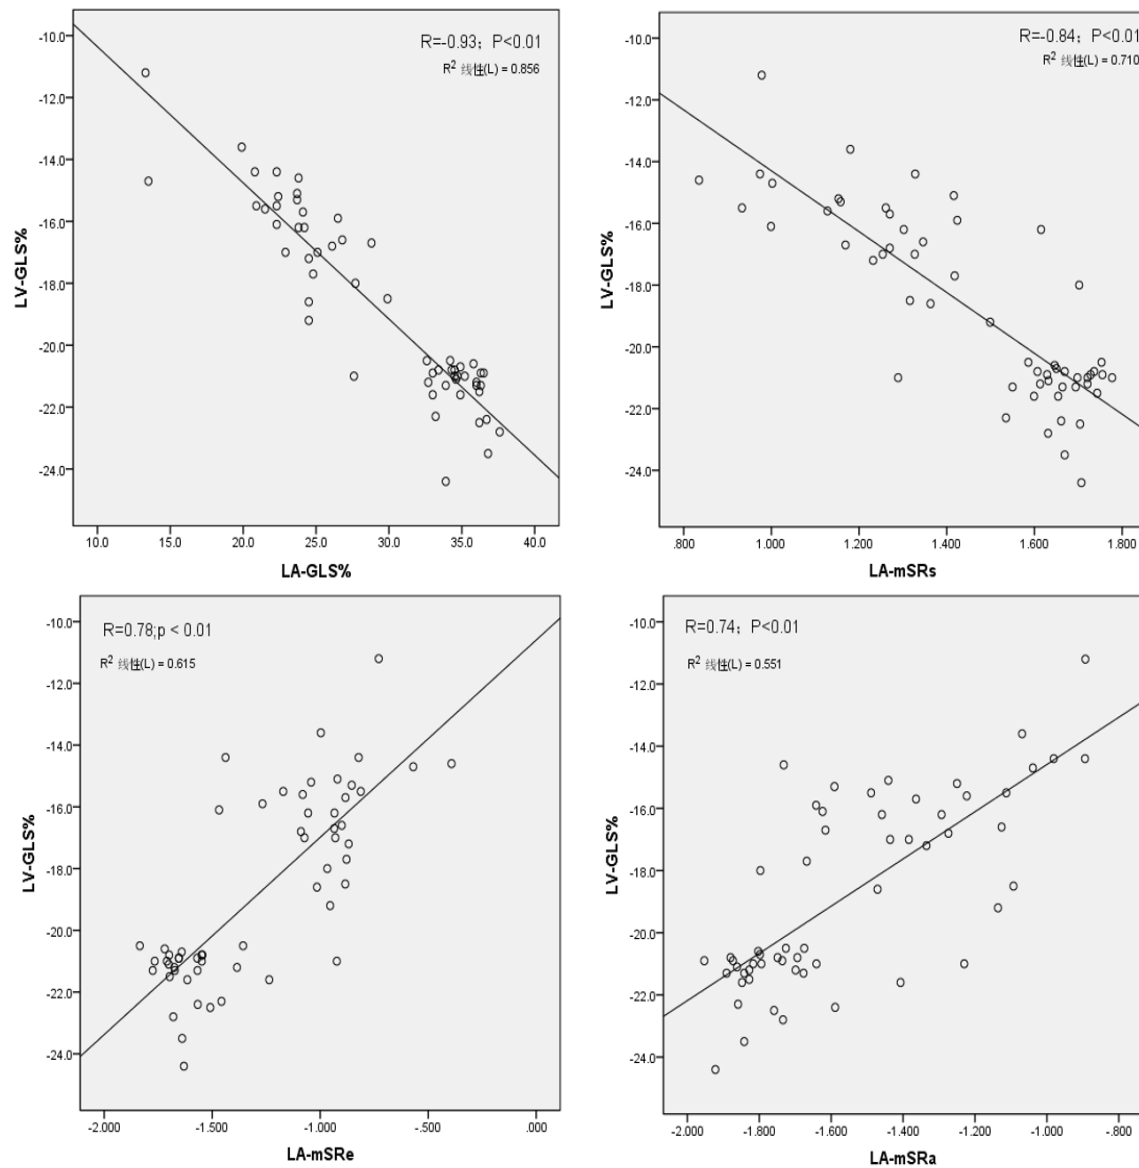 R=-0.93; P<0.01
R² 线性(L) = 0.856
-10.0
-12.0
-14.0
-16.0
-18.0
-20.0
-22.0
-24.0
LV-GLS%
10.0 15.0 20.0 25.0 30.0 35.0 40.0
LA-GLS%
R=-0.84; P<0.01
R² 线性(L) = 0.710
-10.0
-12.0
-14.0
-16.0
-18.0
-20.0
-22.0
-24.0
LV-GLS%
.800 1.000 1.200 1.400 1.600 1.800
LA-mSRs
R=0.78;p < 0.01
R² 线性(L) = 0.615
-10.0
-12.0
-14.0
-16.0
-18.0
-20.0
-22.0
-24.0
LV-GLS%
-2.000 -1.500 -1.000 -.500 .000
LA-mSRe
R=0.74; P<0.01
R² 线性(L) = 0.551
-10.0
-12.0
-14.0
-16.0
-18.0
-20.0
-22.0
-24.0
LV-GLS%
-2.000 -1.800 -1.600 -1.400 -1.200 -1.000 -.800
LA-mSRa